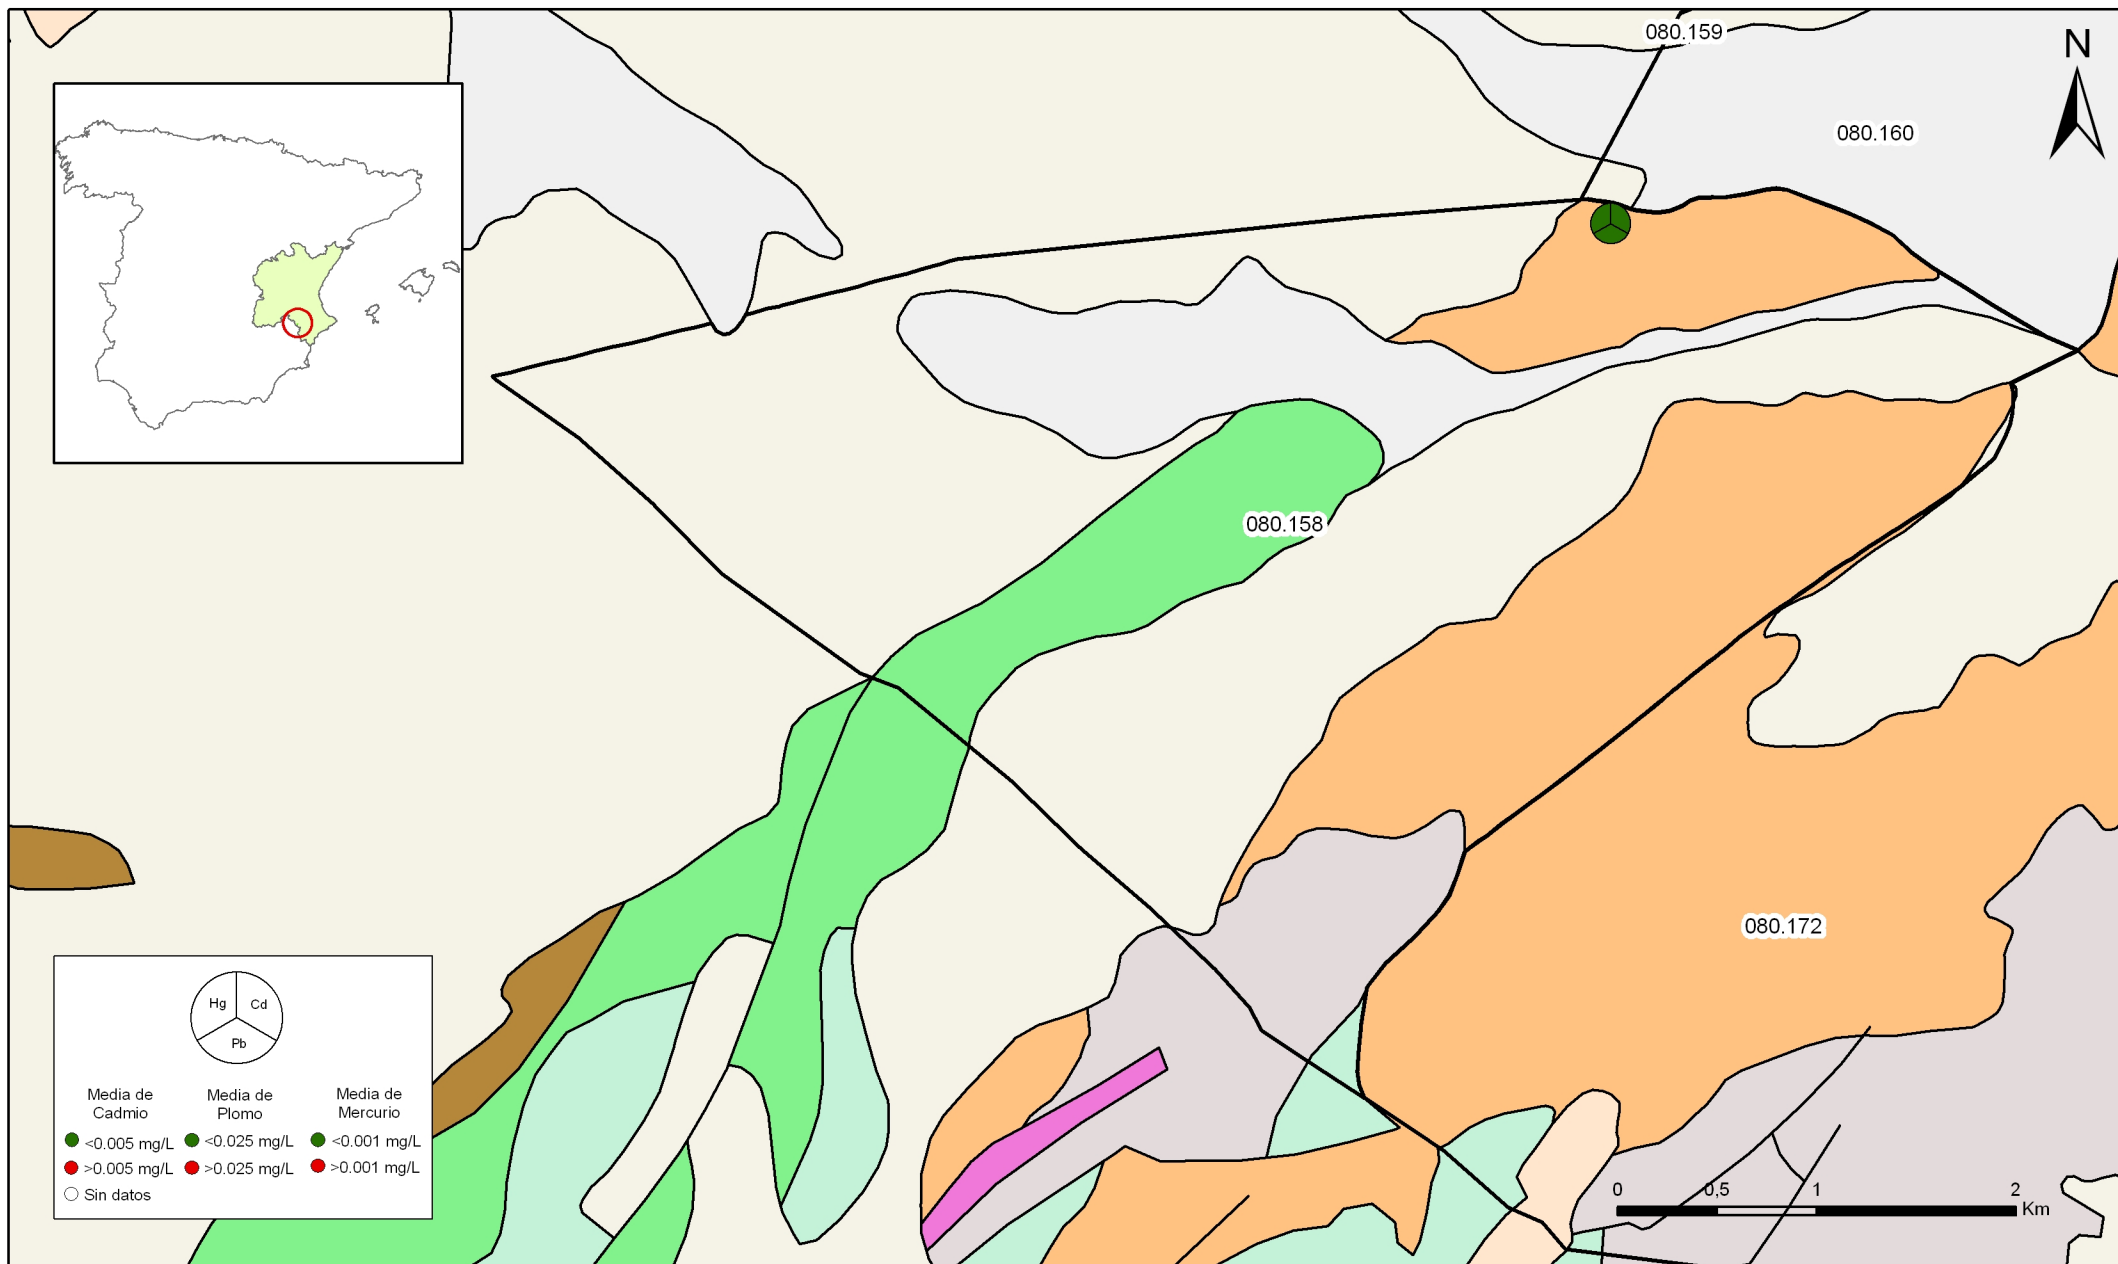 080.159
N
080.160
080.158
080.172
Hg
Cd
Pb
Media de
Cadmio
Media de
Plomo
Media de
Mercurio
<0.005 mg/L
<0.025 mg/L
<0.001 mg/L
>0.005 mg/L
>0.025 mg/L
>0.001 mg/L
Sin datos
0
0,5
1
2
Km